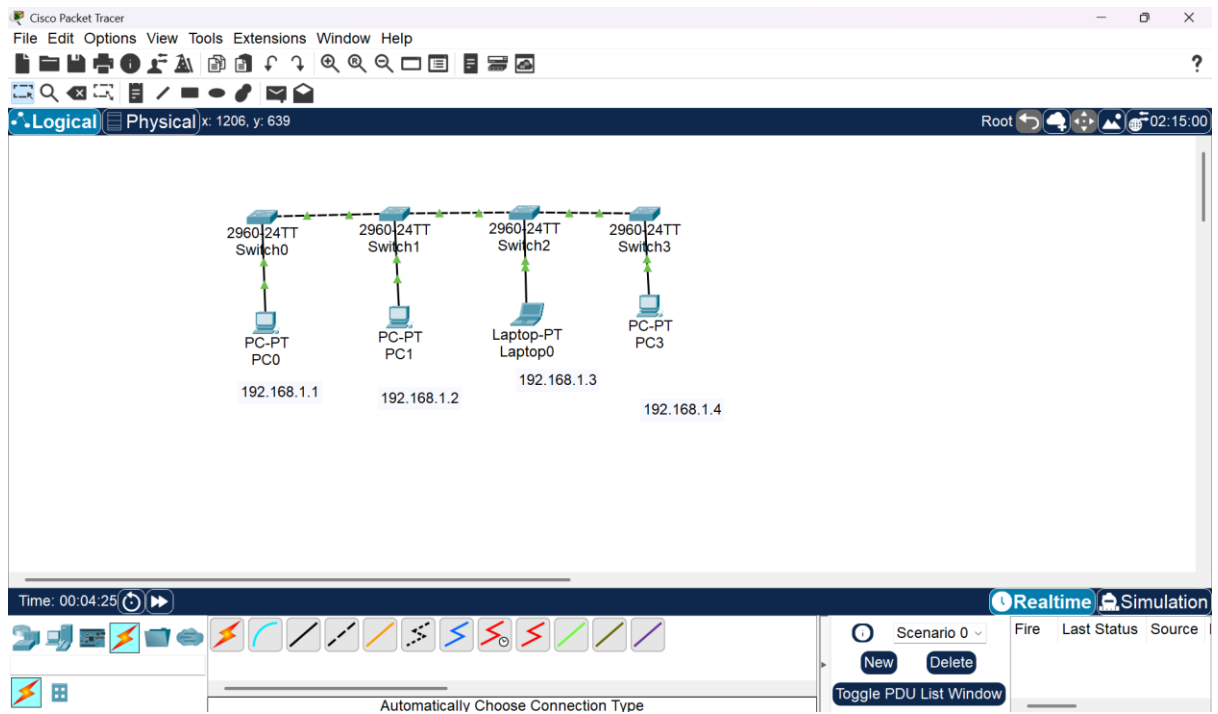 Cisco Packet Tracer
File Edit Options View Tools Extensions Window Help
Logical Physical x: 1206, y: 639 Root 02:15:00
2960-24TT
Switch0
2960-24TT
Switch1
2960-24TT
Switch2
2960-24TT
Switch3
PC-PT
PC0
PC-PT
PC1
Laptop-PT
Laptop0
PC-PT
PC3
192.168.1.1
192.168.1.2
192.168.1.3
192.168.1.4
Time: 00:04:25 Realtime Simulation
Scenario 0
New Delete
Toggle PDU List Window
Fire Last Status Source
Automatically Choose Connection Type